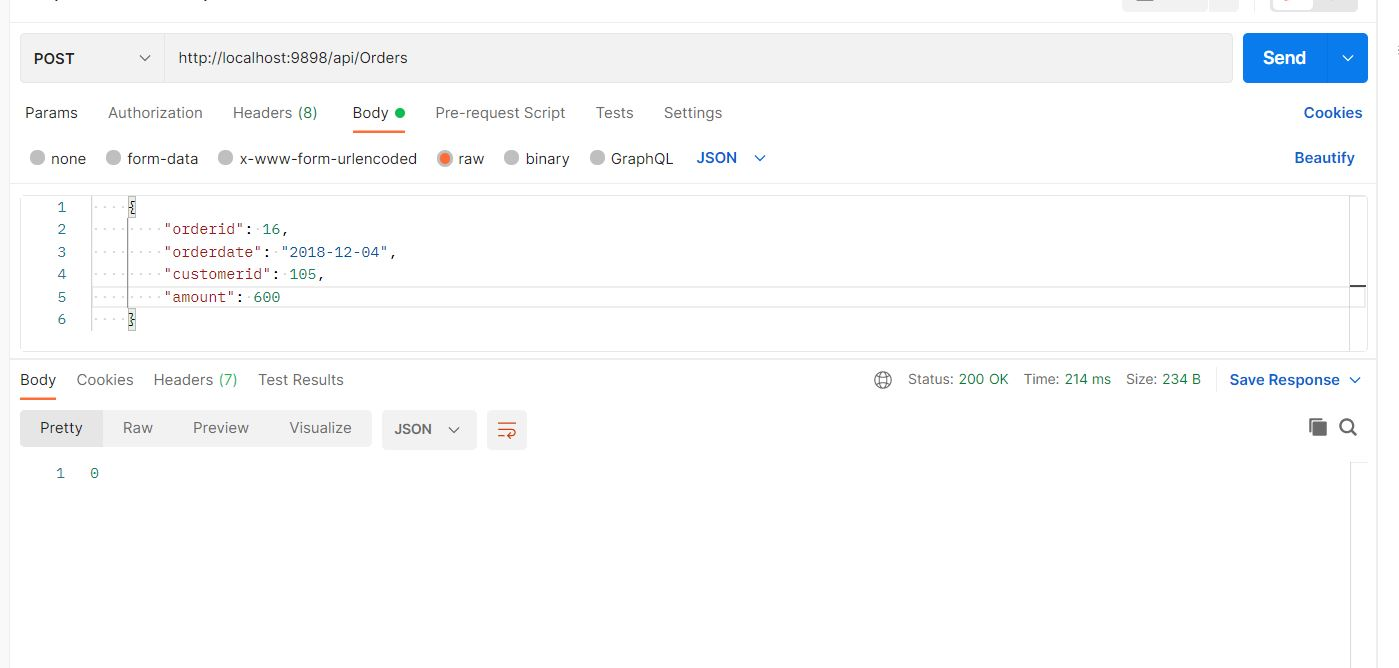 POST http://localhost:9898/api/Orders Send
Params Authorization Headers (8) Body Pre-request Script Tests Settings Cookies
none form-data x-www-form-urlencoded raw binary GraphQL JSON Beautify
1 {
2 "orderid": 16,
3 "orderdate": "2018-12-04",
4 "customerid": 105,
5 "amount": 600
6 }
Body Cookies Headers (7) Test Results Status: 200 OK Time: 214 ms Size: 234 B Save Response
Pretty Raw Preview Visualize JSON
1 0